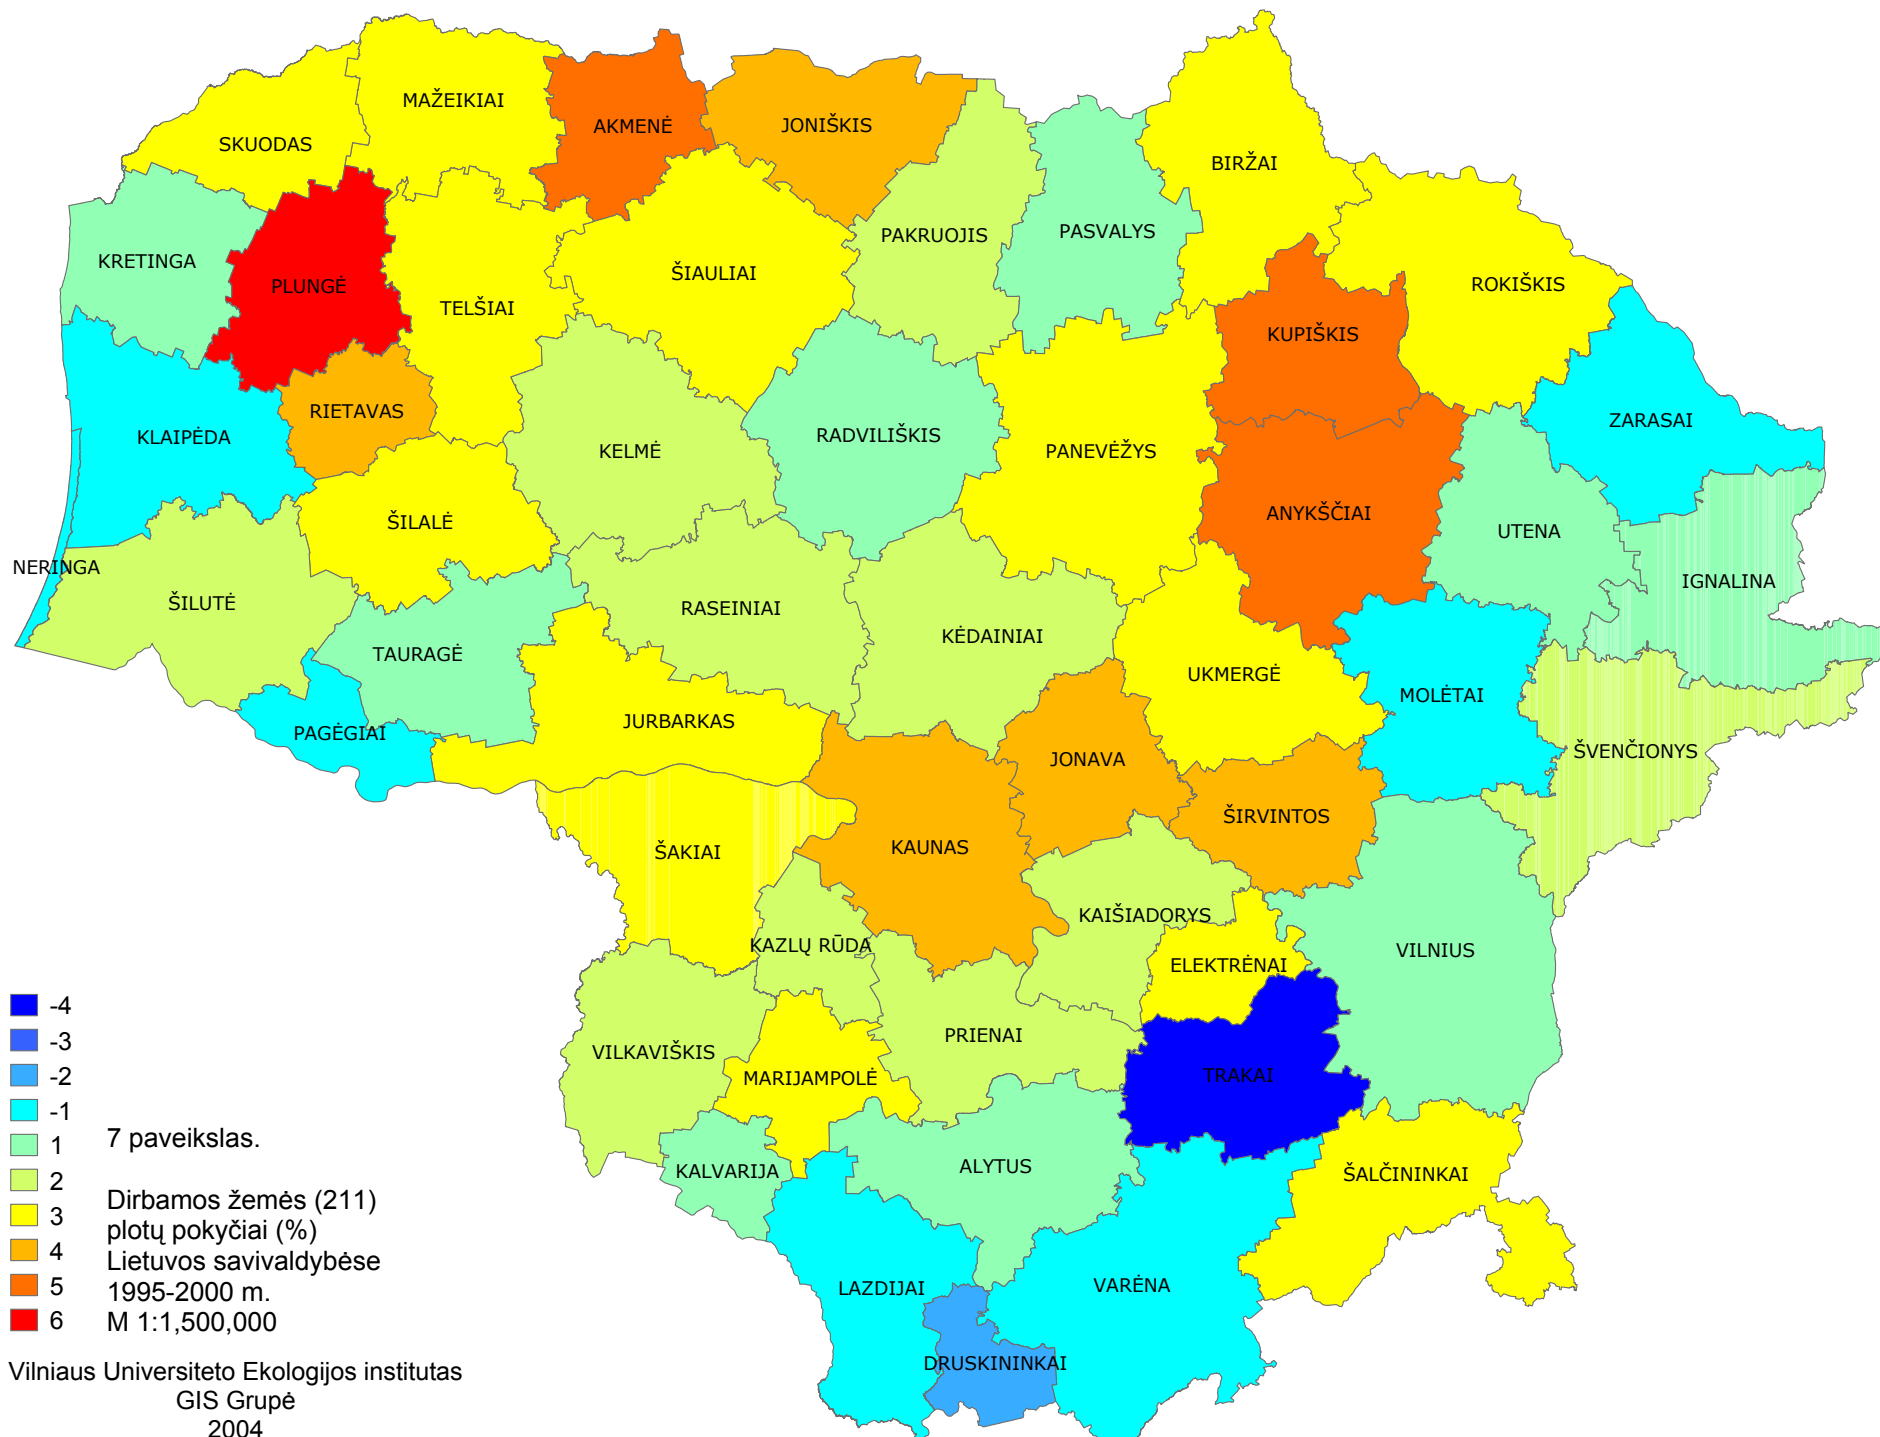 MAŽEIKIAI
AKMENĖ
JONIŠKIS
SKUODAS
BIRŽAI
PAKRUOJIS
PASVALYS
KRETINGA
PLUNGĖ
ŠIAULIAI
ROKIŠKIS
TELŠIAI
KUPIŠKIS
RIETAVAS
ZARASAI
KLAIPĖDA
RADVILIŠKIS
KELMĖ
PANEVĖŽYS
ŠILALĖ
ANYKŠČIAI
UTENA
NERINGA
IGNALINA
ŠILUTĖ
RASEINIAI
KĖDAINIAI
TAURAGĖ
UKMERGĖ
MOLĖTAI
JURBARKAS
PAGĖGIAI
ŠVENČIONYS
JONAVA
ŠIRVINTOS
KAUNAS
ŠAKIAI
KAIŠIADORYS
KAZLŲ RŪDA
VILNIUS
ELEKTRĖNAI
PRIENAI
VILKAVIŠKIS
MARIJAMPOLĖ
TRAKAI
ALYTUS
KALVARIJA
ŠALČININKAI
LAZDIJAI
VARĖNA
DRUSKININKAI
-4
-3
-2
-1
1
2
3
4
5
6
7 paveikslas.
Dirbamos žemės (211)
plotų pokyčiai (%)
Lietuvos savivaldybėse
1995-2000 m.
M 1:1,500,000
Vilniaus Universiteto Ekologijos institutas
GIS Grupė
2004